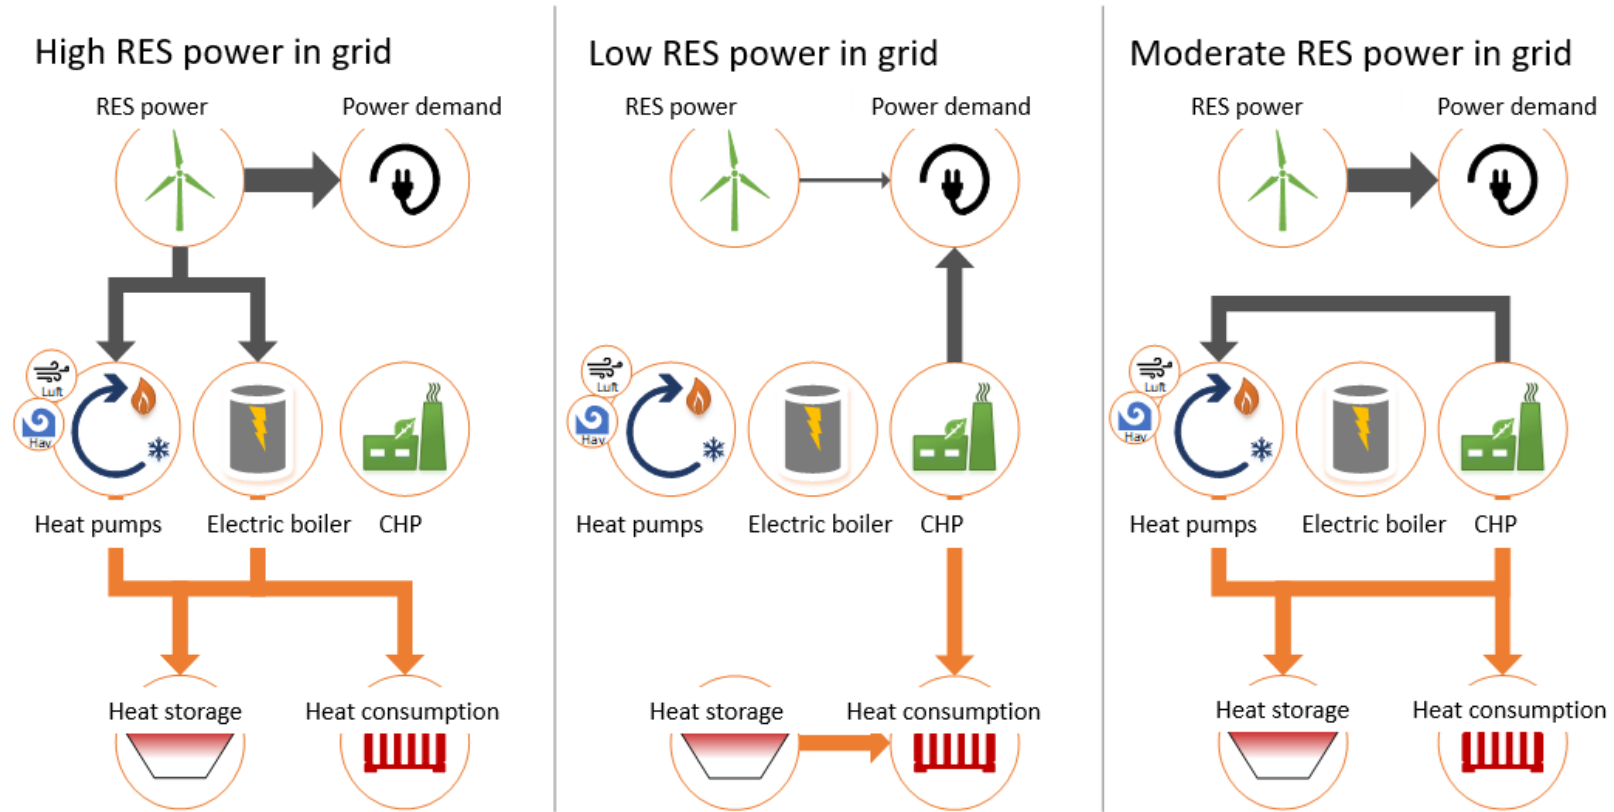 High RES power in grid
RES power
Power demand
Luft
Hav
Heat pumps
Electric boiler
CHP
Heat storage
Heat consumption
Low RES power in grid
RES power
Power demand
Luft
Hav
Heat pumps
Electric boiler
CHP
Heat storage
Heat consumption
Moderate RES power in grid
RES power
Power demand
Luft
Hav
Heat pumps
Electric boiler
CHP
Heat storage
Heat consumption